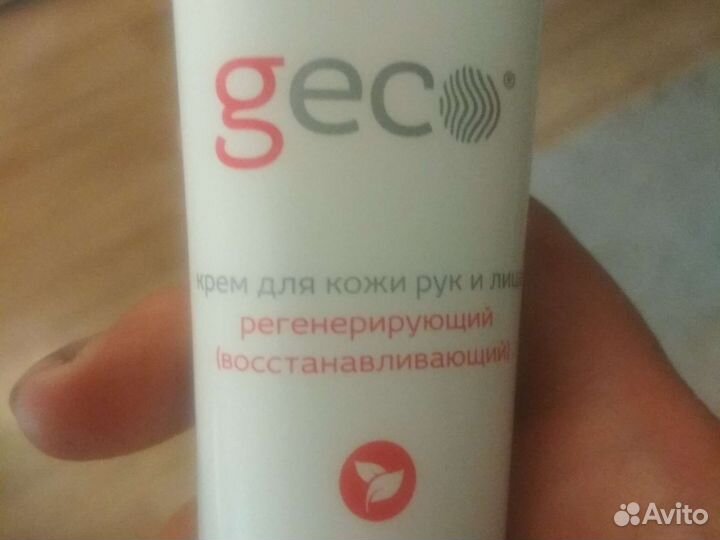 geco®
крем для кожи рук и лица
регенерирующий
(восстанавливающий)
Avito